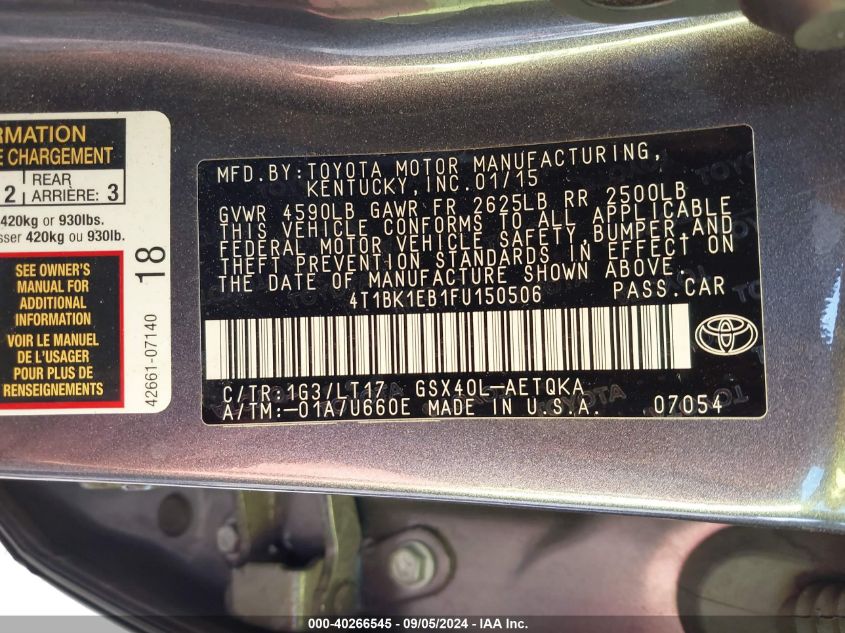 RMATION
E CHARGEMENT
2 REAR ARRIÈRE: 3
420kg or 930lbs.
sser 420kg ou 930lb.
SEE OWNER'S
MANUAL FOR
ADDITIONAL
INFORMATION
VOIR LE MANUEL
DE L'USAGER
POUR PLUS DE
RENSEIGNEMENTS
18
42661-07140
MFD.BY:TOYOTA MOTOR MANUFACTURING,
KENTUCKY,INC.01/15
GVWR 4590LB GAWR FR 2625LB RR 2500LB
THIS VEHICLE CONFORMS TO ALL APPLICABLE
FEDERAL MOTOR VEHICLE SAFETY,BUMPER,AND
THEFT PREVENTION STANDARDS IN EFFECT ON
THE DATE OF MANUFACTURE SHOWN ABOVE.
4T1BK1EB1FU150506 PASS.CAR
C/TR:1G3/LT17 GSX40L-AETQKA
A/TM:-01A7U660E MADE IN U.S.A. 07054
000-40266545 - 09/05/2024 - IAA Inc.